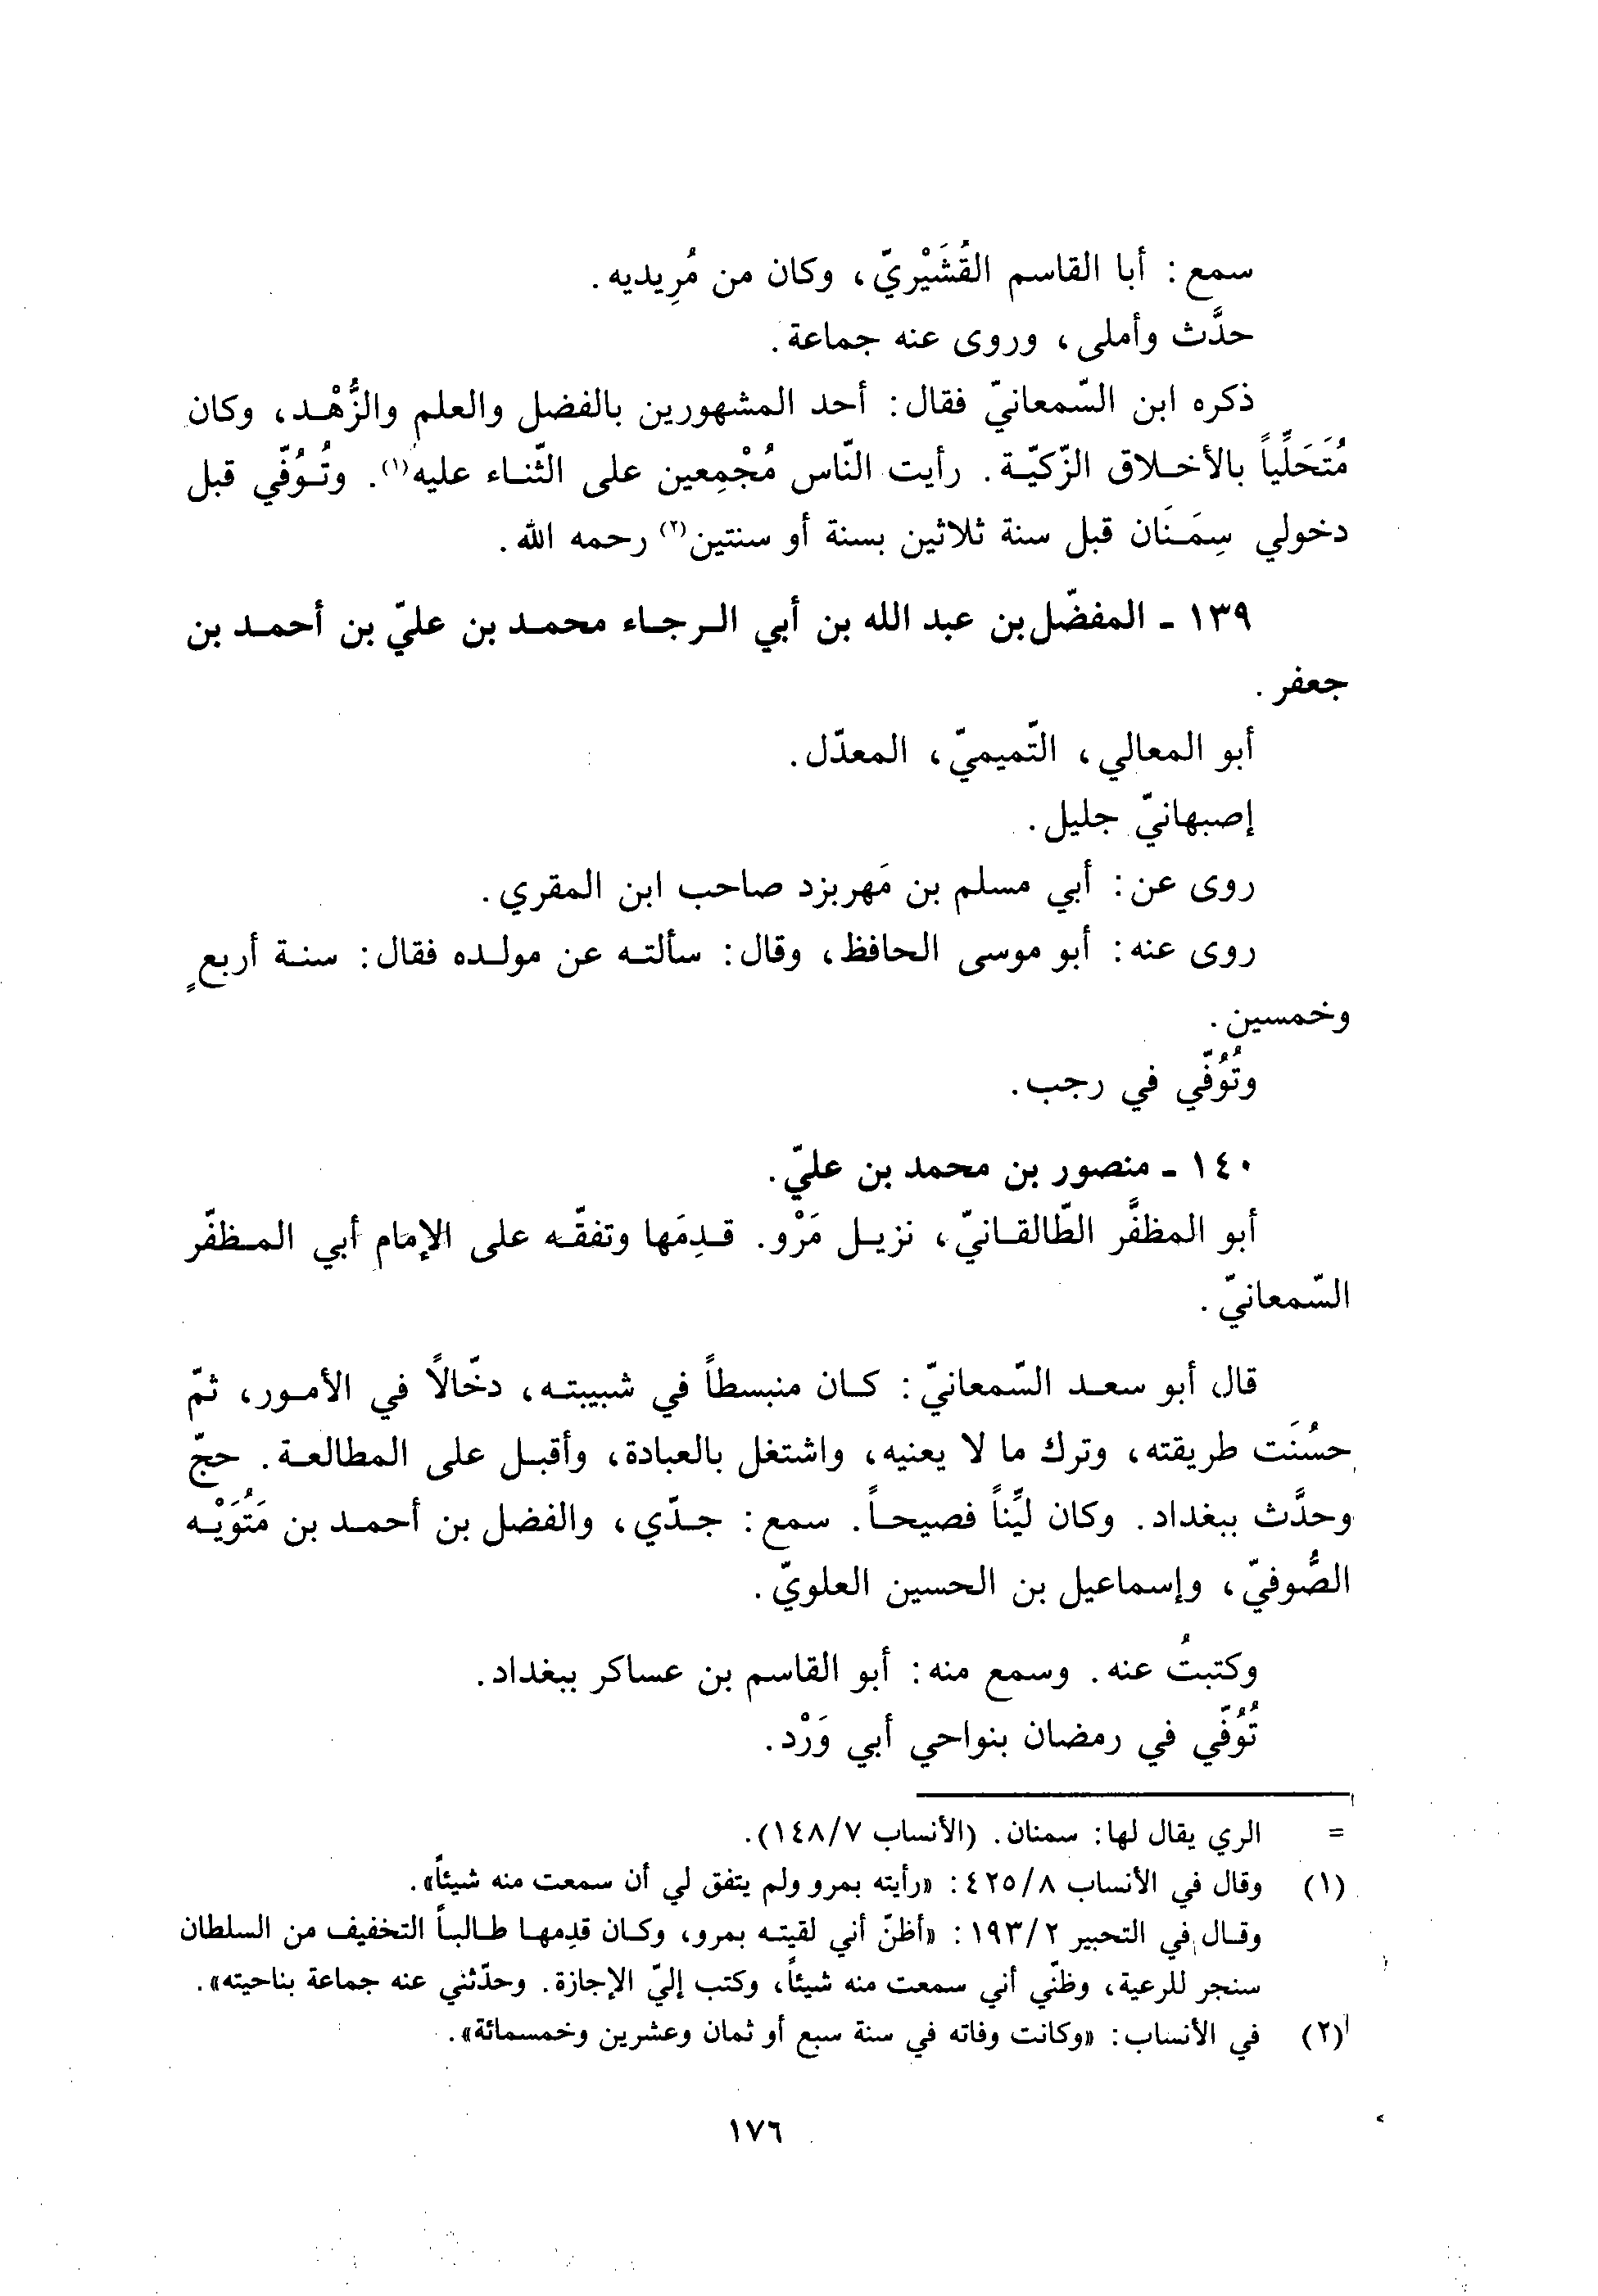 سمع: أبا القاسم القُشَيْريّ، وكان من مُرِيديه.
حدَّث وأملى، وروى عنه جماعة.
ذكره ابن السّمعانيّ فقال: أحد المشهورين بالفضل والعلم والزُّهْد، وكان
مُتَحَلِّياً بالأخلاق الزّكيّة. رأيت النّاس مُجْمِعين على الثّناء عليه(١). وتُوُفّي قبل
دخولي سِمَنَان قبل سنة ثلاثين بسنة أو سنتين(٢) رحمه الله.
١٣٩ - المفضّل بن عبد الله بن أبي الرجاء محمد بن عليّ بن أحمد بن
جعفر.
أبو المعالي، التّميميّ، المعدّل.
إصبهانيّ جليل.
روى عن: أبي مسلم بن مَهربزد صاحب ابن المقري.
روى عنه: أبو موسى الحافظ، وقال: سألته عن مولده فقال: سنة أربعٍ
وخمسين.
وتُوُفّي في رجب.
١٤٠ - منصور بن محمد بن عليّ.
أبو المظفَّر الطّالقانيّ، نزيل مَرْو. قدِمَها وتفقّه على الإمام أبي المظفّر
السّمعانيّ.
قال أبو سعد السّمعانيّ: كان منبسطاً في شبيبته، دخّالًا في الأمور، ثمّ
حسُنَت طريقته، وترك ما لا يعنيه، واشتغل بالعبادة، وأقبل على المطالعة. حجّ
وحدَّث ببغداد. وكان ليِّناً فصيحاً. سمع: جدّي، والفضل بن أحمد بن مَتُوَيْه
الصُّوفيّ، وإسماعيل بن الحسين العلويّ.
وكتبتُ عنه. وسمع منه: أبو القاسم بن عساكر ببغداد.
تُوُفّي في رمضان بنواحي أبي وَرْد.
= الري يقال لها: سمنان. (الأنساب ١٤٨/٧).
(١) وقال في الأنساب ٤٢٥/٨: «رأيته بمرو ولم يتفق لي أن سمعت منه شيئاً».
وقال في التحبير ١٩٣/٢: «أظنّ أني لقيته بمرو، وكان قدِمها طالباً التخفيف من السلطان
سنجر للرعية، وظنّي أني سمعت منه شيئاً، وكتب إليّ الإجازة. وحدّثني عنه جماعة بناحيته».
(٢) في الأنساب: «وكانت وفاته في سنة سبع أو ثمان وعشرين وخمسمائة».
١٧٦